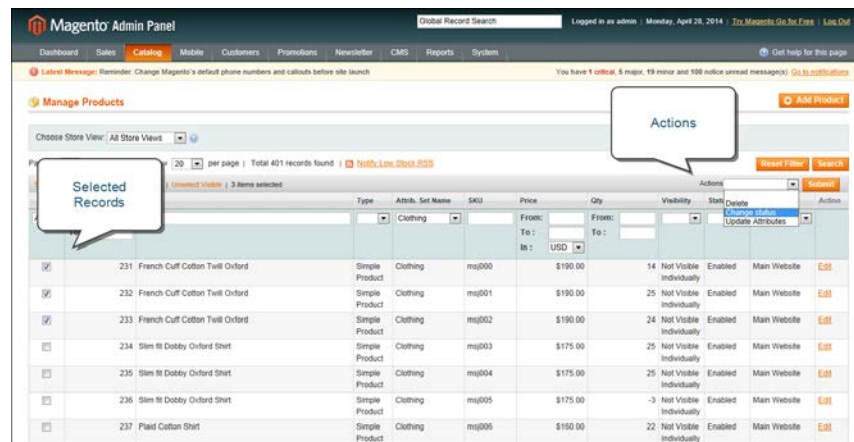 Magento Admin Panel
Global Record Search
Logged in as admin | Monday, April 28, 2014 | Try Magento Go for Free | Log Out
Dashboard Sales Catalog Mobile Customers Promotions Newsletter CMS Reports System
Get help for this page
Latest Message: Reminder: Change Magento's default phone numbers and callouts before site launch
You have 1 critical, 5 major, 19 minor and 100 notice unread message(s). Go to notifications
Manage Products
Add Product
Actions
Choose Store View: All Store Views
20 per page | Total 401 records found | Notify Low Stock RSS
Reset Filter Search
Selected
Records
| Unselect Visible | 3 items selected
Actions Submit
Delete
Change status
Update Attributes
Type Attrib. Set Name SKU Price Qty Visibility Action
Clothing From: From:
To: To:
In: USD
231 French Cuff Cotton Twill Oxford Simple Product Clothing msj000 $190.00 14 Not Visible Individually Enabled Main Website Edit
232 French Cuff Cotton Twill Oxford Simple Product Clothing msj001 $190.00 25 Not Visible Individually Enabled Main Website Edit
233 French Cuff Cotton Twill Oxford Simple Product Clothing msj002 $190.00 24 Not Visible Individually Enabled Main Website Edit
234 Slim fit Dobby Oxford Shirt Simple Product Clothing msj003 $175.00 25 Not Visible Individually Enabled Main Website Edit
235 Slim fit Dobby Oxford Shirt Simple Product Clothing msj004 $175.00 25 Not Visible Individually Enabled Main Website Edit
236 Slim fit Dobby Oxford Shirt Simple Product Clothing msj005 $175.00 -3 Not Visible Individually Enabled Main Website Edit
237 Plaid Cotton Shirt Simple Product Clothing msj006 $160.00 22 Not Visible Individually Enabled Main Website Edit